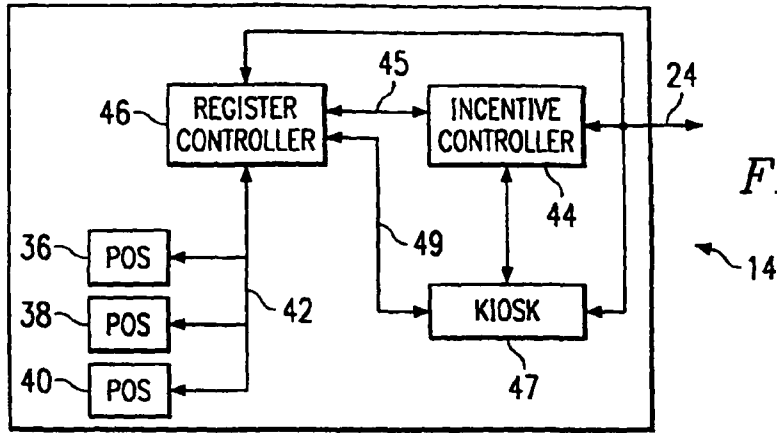 45
24
46
REGISTER
CONTROLLER
INCENTIVE
CONTROLLER
44
F
36
POS
49
14
38
POS
42
KIOSK
40
POS
47